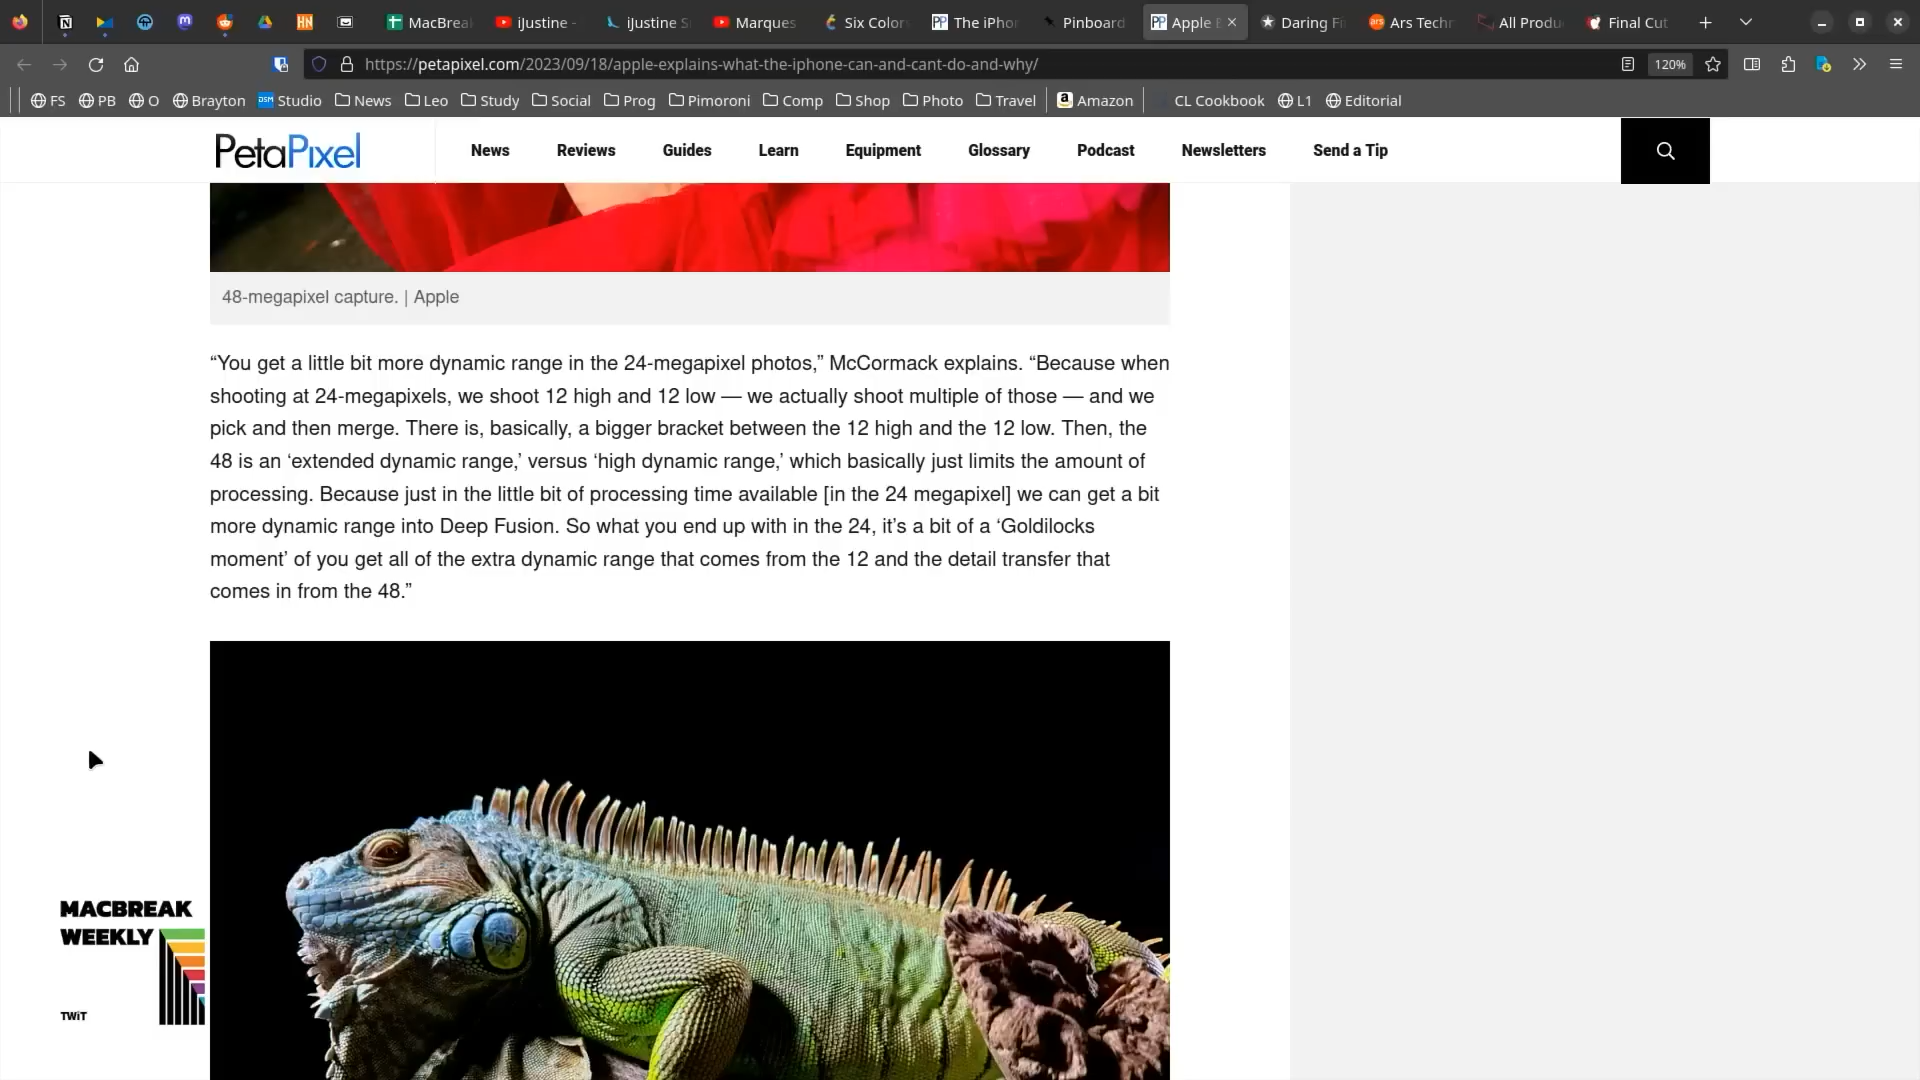 MacBrea
iJustine -
iJustine S
Marques
Six Color
The iPho
Pinboard
Apple E
Daring Fi
Ars Techn
All Produ
Final Cut
https://petapixel.com/2023/09/18/apple-explains-what-the-iphone-can-and-cant-do-and-why/
120%
FS
PB
O
Brayton
DSM
Studio
News
Leo
Study
Social
Prog
Pimoroni
Comp
Shop
Photo
Travel
Amazon
CL Cookbook
L1
Editorial
PetaPixel
News
Reviews
Guides
Learn
Equipment
Glossary
Podcast
Newsletters
Send a Tip
48-megapixel capture. | Apple
“You get a little bit more dynamic range in the 24-megapixel photos,” McCormack explains. “Because when
shooting at 24-megapixels, we shoot 12 high and 12 low — we actually shoot multiple of those — and we
pick and then merge. There is, basically, a bigger bracket between the 12 high and the 12 low. Then, the
48 is an ‘extended dynamic range,’ versus ‘high dynamic range,’ which basically just limits the amount of
processing. Because just in the little bit of processing time available [in the 24 megapixel] we can get a bit
more dynamic range into Deep Fusion. So what you end up with in the 24, it’s a bit of a ‘Goldilocks
moment’ of you get all of the extra dynamic range that comes from the 12 and the detail transfer that
comes in from the 48.”
MACBREAK
WEEKLY
TWiT